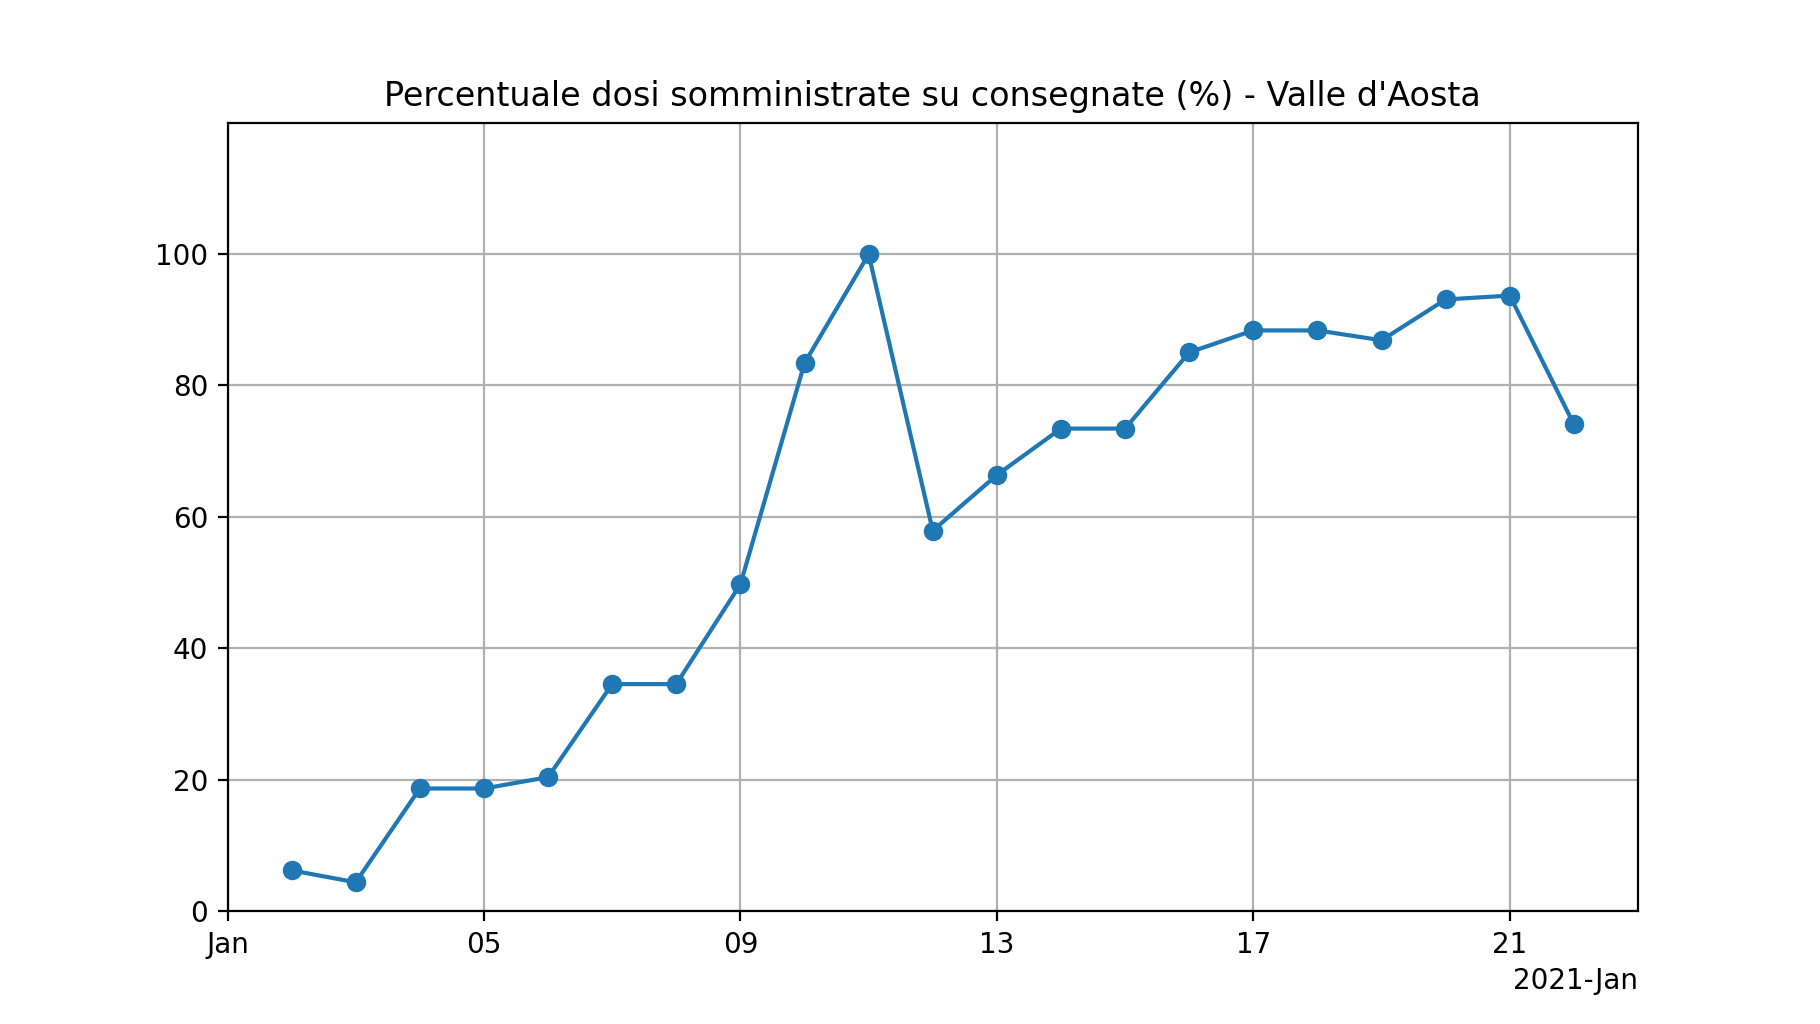 Percentuale dosi somministrate su consegnate (%) - Valle d'Aosta
100
80
60
40
20
0
Jan 05 09 13 17 21
2021-Jan